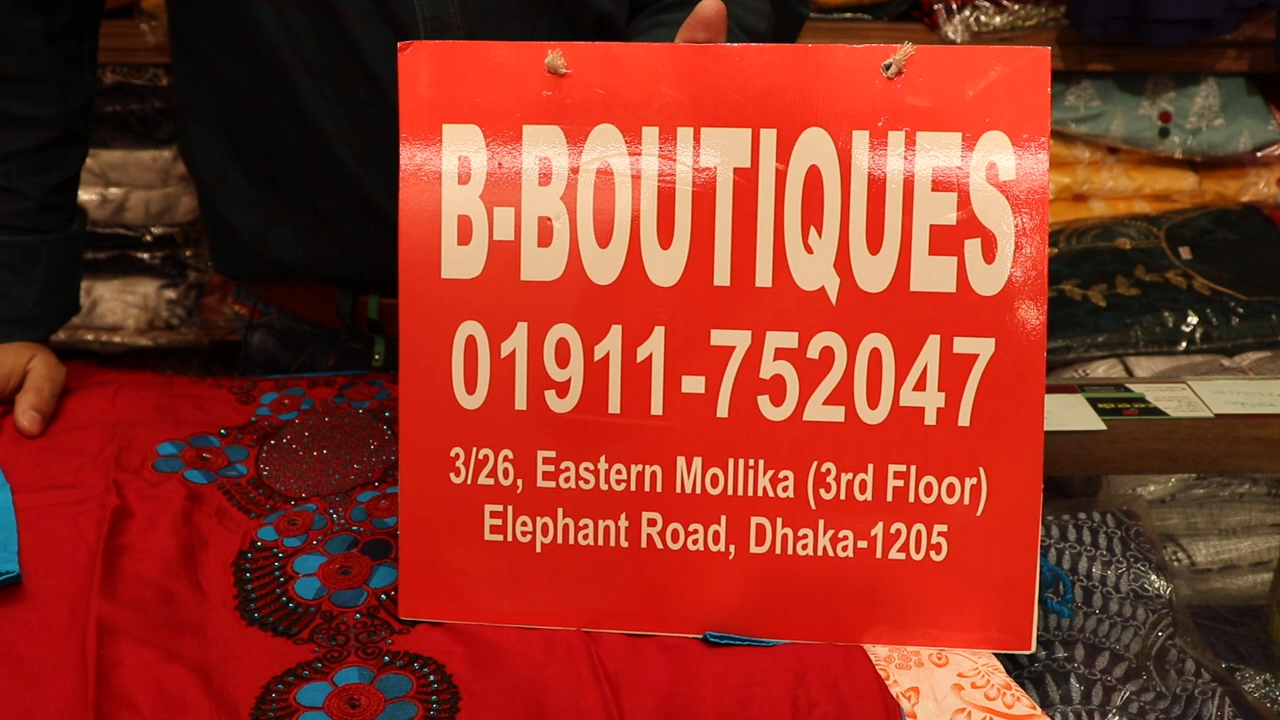 B-BOUTIQUES
01911-752047
3/26, Eastern Mollika (3rd Floor)
Elephant Road, Dhaka-1205